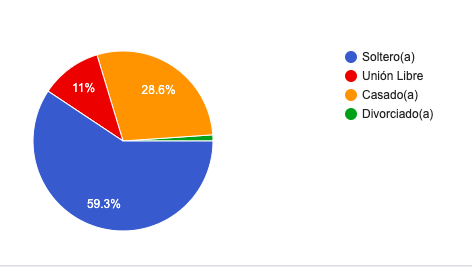 11%
28.6%
59.3%
Soltero(a)
Unión Libre
Casado(a)
Divorciado(a)